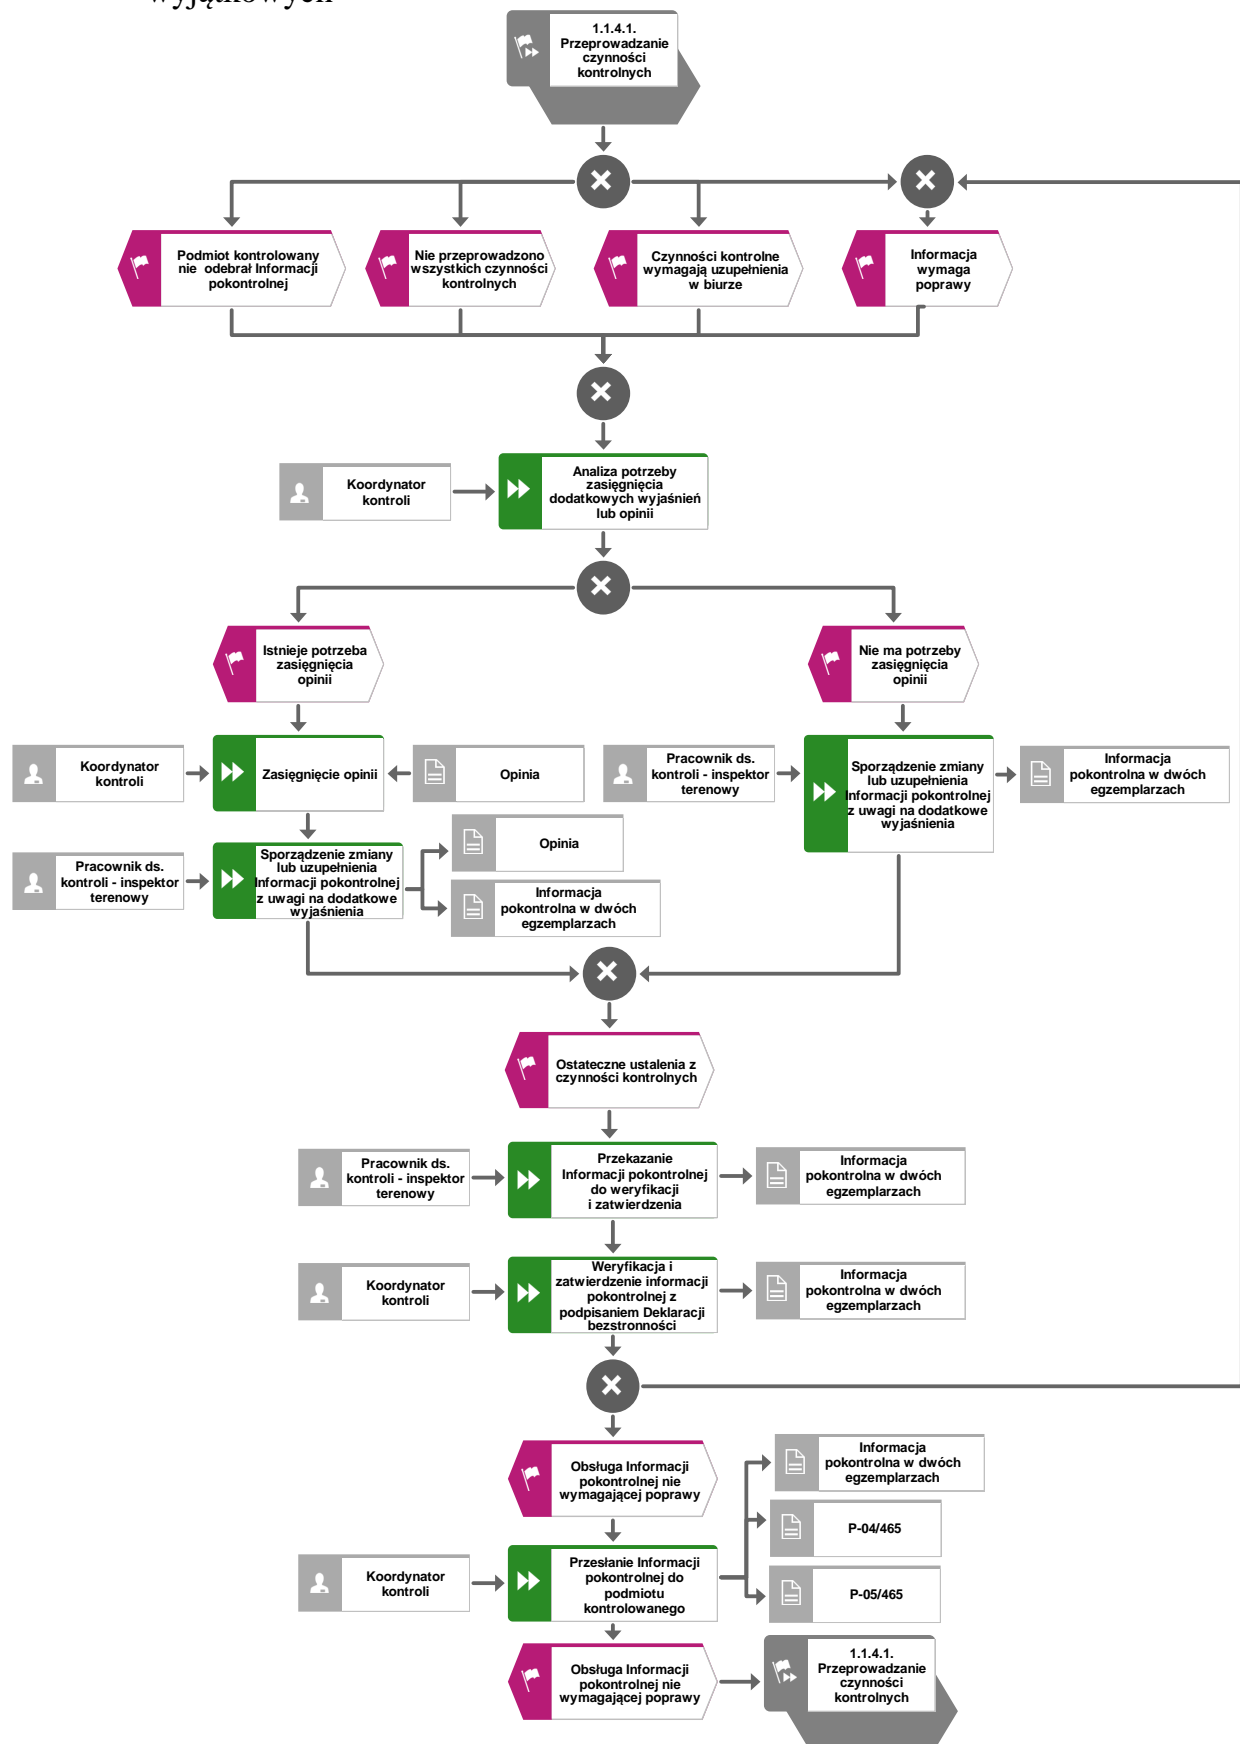 wyjątkowych
1.1.4.1.
Przeprowadzanie
czynności
kontrolnych
Podmiot kontrolowany
nie odebrał Informacji
pokontrolnej
Nie przeprowadzono
wszystkich czynności
kontrolnych
Czynności kontrolne
wymagają uzupełnienia
w biurze
Informacja
wymaga
poprawy
Koordynator
kontroli
Analiza potrzeby
zasięgnięcia
dodatkowych wyjaśnień
lub opinii
Istnieje potrzeba
zasięgnięcia
opinii
Nie ma potrzeby
zasięgnięcia
opinii
Koordynator
kontroli
Zasięgnięcie opinii
Opinia
Pracownik ds.
kontroli - inspektor
terenowy
Sporządzenie zmiany
lub uzupełnienia
Informacji pokontrolnej
z uwagi na dodatkowe
wyjaśnienia
Informacja
pokontrolna w dwóch
egzemplarzach
Pracownik ds.
kontroli - inspektor
terenowy
Sporządzenie zmiany
lub uzupełnienia
Informacji pokontrolnej
z uwagi na dodatkowe
wyjaśnienia
Opinia
Informacja
pokontrolna w dwóch
egzemplarzach
Ostateczne ustalenia z
czynności kontrolnych
Pracownik ds.
kontroli - inspektor
terenowy
Przekazanie
Informacji pokontrolnej
do weryfikacji
i zatwierdzenia
Informacja
pokontrolna w dwóch
egzemplarzach
Koordynator
kontroli
Weryfikacja i
zatwierdzenie informacji
pokontrolnej z
podpisaniem Deklaracji
bezstronności
Informacja
pokontrolna w dwóch
egzemplarzach
Obsługa Informacji
pokontrolnej nie
wymagającej poprawy
Informacja
pokontrolna w dwóch
egzemplarzach
P-04/465
Koordynator
kontroli
Przesłanie Informacji
pokontrolnej do
podmiotu
kontrolowanego
P-05/465
Obsługa Informacji
pokontrolnej nie
wymagającej poprawy
1.1.4.1.
Przeprowadzanie
czynności
kontrolnych